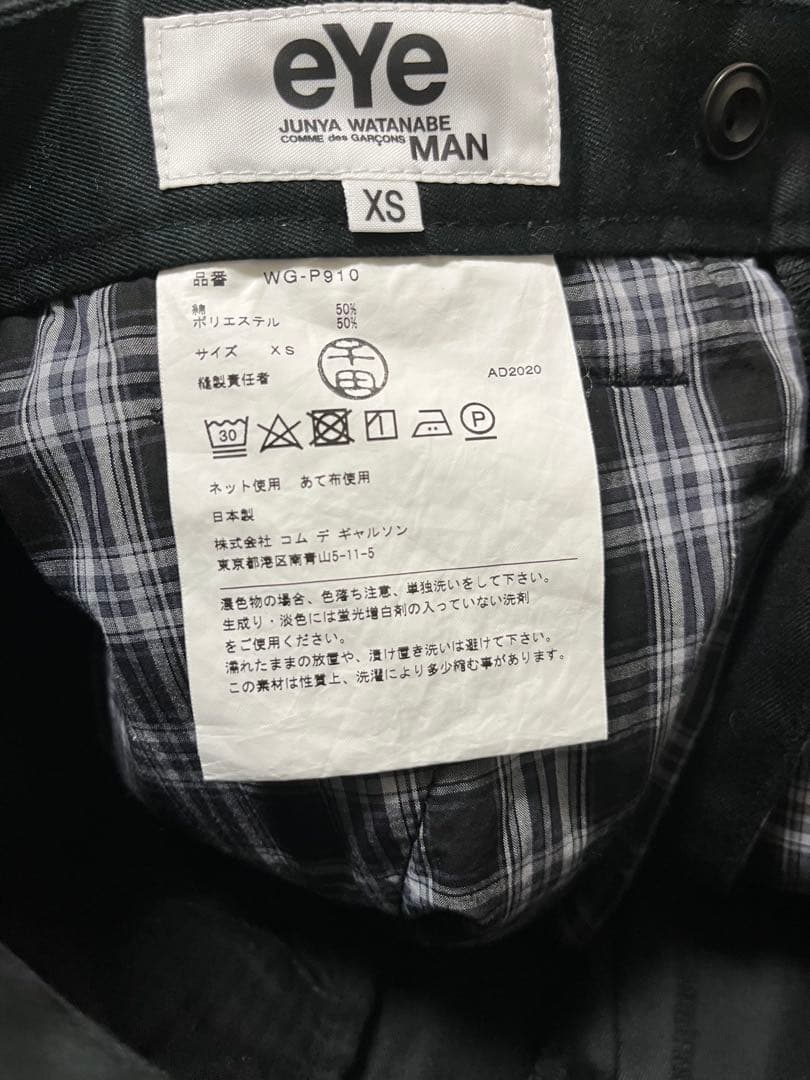 eYe
JUNYA WATANABE
COMME des GARÇONS MAN
XS
品番 WG-P910
綿 50%
ポリエステル 50%
サイズ XS
縫製責任者 千田
AD2020
30 P
ネット使用 あて布使用
日本製
株式会社 コム デ ギャルソン
東京都港区南青山5-11-5
濃色物の場合、色落ち注意、単独洗いをして下さい。
生成り・淡色には蛍光増白剤の入っていない洗剤
をご使用ください。
濡れたままの放置や、漬け置き洗いは避けて下さい。
この素材は性質上、洗濯により多少縮む事があります。